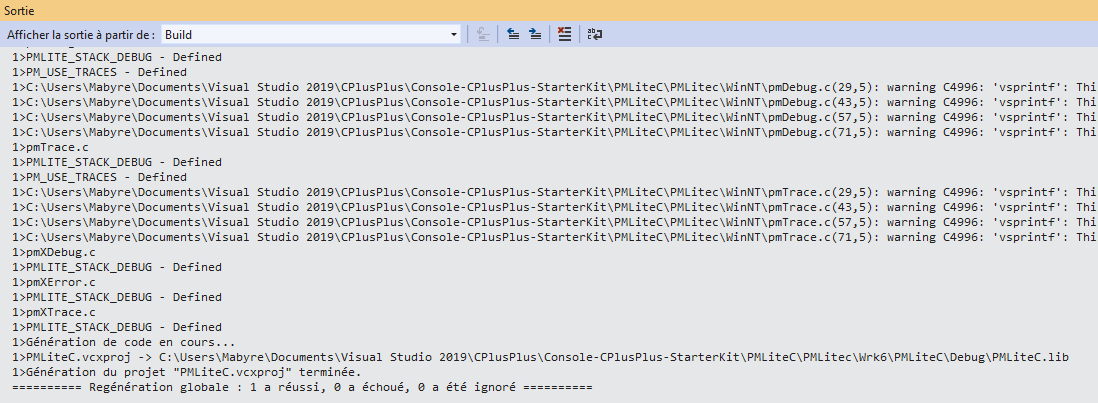 Sortie
Afficher la sortie à partir de : Build
1>PMLITE_STACK_DEBUG - Defined
1>PM_USE_TRACES - Defined
1>C:\Users\Mabyre\Documents\Visual Studio 2019\CPlusPlus\Console-CPlusPlus-StarterKit\PMLiteC\PMLitec\WinNT\pmDebug.c(29,5): warning C4996: 'vsprintf': Thi
1>C:\Users\Mabyre\Documents\Visual Studio 2019\CPlusPlus\Console-CPlusPlus-StarterKit\PMLiteC\PMLitec\WinNT\pmDebug.c(43,5): warning C4996: 'vsprintf': Thi
1>C:\Users\Mabyre\Documents\Visual Studio 2019\CPlusPlus\Console-CPlusPlus-StarterKit\PMLiteC\PMLitec\WinNT\pmDebug.c(57,5): warning C4996: 'vsprintf': Thi
1>C:\Users\Mabyre\Documents\Visual Studio 2019\CPlusPlus\Console-CPlusPlus-StarterKit\PMLiteC\PMLitec\WinNT\pmDebug.c(71,5): warning C4996: 'vsprintf': Thi
1>pmTrace.c
1>PMLITE_STACK_DEBUG - Defined
1>PM_USE_TRACES - Defined
1>C:\Users\Mabyre\Documents\Visual Studio 2019\CPlusPlus\Console-CPlusPlus-StarterKit\PMLiteC\PMLitec\WinNT\pmTrace.c(29,5): warning C4996: 'vsprintf': Thi
1>C:\Users\Mabyre\Documents\Visual Studio 2019\CPlusPlus\Console-CPlusPlus-StarterKit\PMLiteC\PMLitec\WinNT\pmTrace.c(43,5): warning C4996: 'vsprintf': Thi
1>C:\Users\Mabyre\Documents\Visual Studio 2019\CPlusPlus\Console-CPlusPlus-StarterKit\PMLiteC\PMLitec\WinNT\pmTrace.c(57,5): warning C4996: 'vsprintf': Thi
1>C:\Users\Mabyre\Documents\Visual Studio 2019\CPlusPlus\Console-CPlusPlus-StarterKit\PMLiteC\PMLitec\WinNT\pmTrace.c(71,5): warning C4996: 'vsprintf': Thi
1>pmXDebug.c
1>PMLITE_STACK_DEBUG - Defined
1>pmXError.c
1>PMLITE_STACK_DEBUG - Defined
1>pmXTrace.c
1>PMLITE_STACK_DEBUG - Defined
1>Génération de code en cours...
1>PMLiteC.vcxproj -> C:\Users\Mabyre\Documents\Visual Studio 2019\CPlusPlus\Console-CPlusPlus-StarterKit\PMLiteC\PMLitec\Wrk6\PMLiteC\Debug\PMLiteC.lib
1>Génération du projet "PMLiteC.vcxproj" terminée.
========== Regénération globale : 1 a réussi, 0 a échoué, 0 a été ignoré ==========